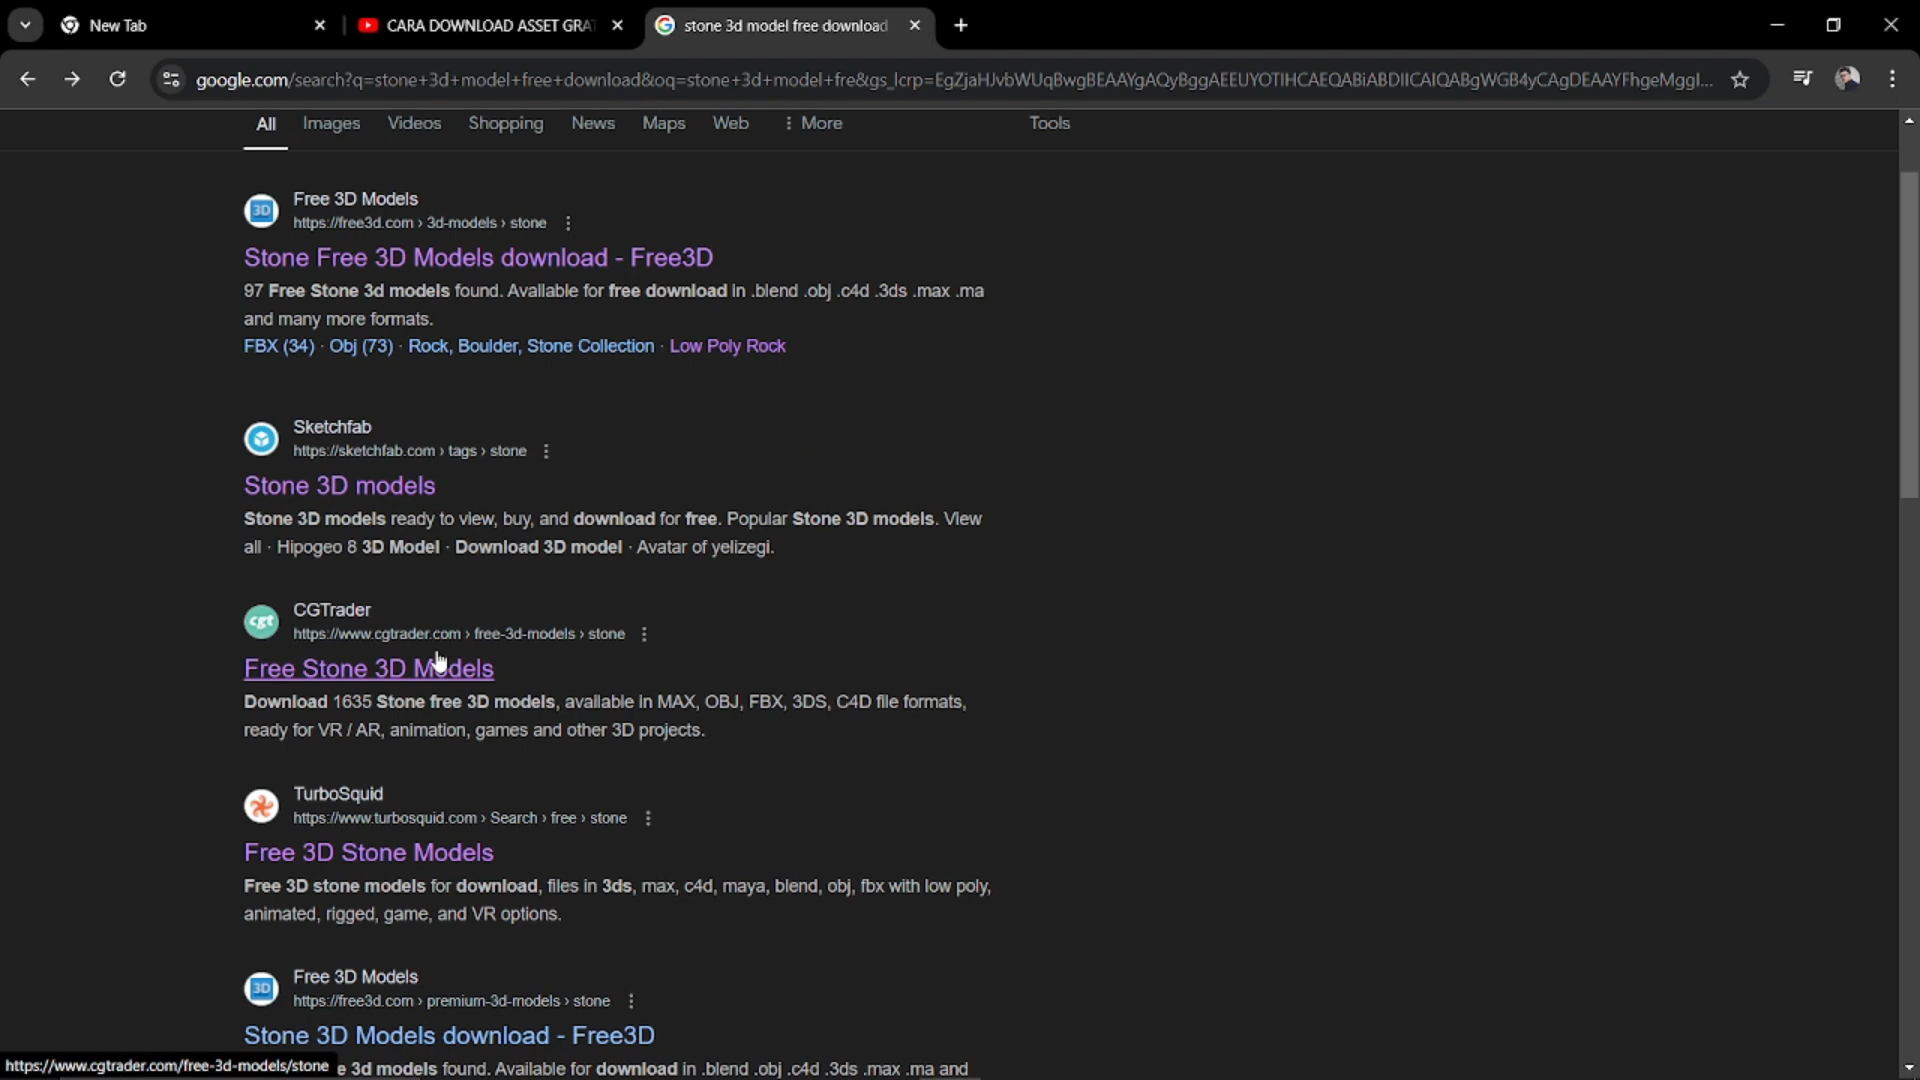 New Tab
CARA DOWNLOAD ASSET GRA
stone 3d model free download
google.com/search?q=stone+3d+model+free+download&oq=stone+3d+model+fre&gs_lcrp=EgZjaHJvbWUqBwgBEAAYgAQyBggAEEUYOTIHCAEQABiABDIICAIQABgWGB4yCAgDEAAYFhgeMggI...
All Images Videos Shopping News Maps Web More Tools
3D
Free 3D Models
https://free3d.com › 3d-models › stone
Stone Free 3D Models download - Free3D
97 Free Stone 3d models found. Available for free download in .blend .obj .c4d .3ds .max .ma
and many more formats.
FBX (34) · Obj (73) · Rock, Boulder, Stone Collection · Low Poly Rock
Sketchfab
https://sketchfab.com › tags › stone
Stone 3D models
Stone 3D models ready to view, buy, and download for free. Popular Stone 3D models. View
all · Hipogeo 8 3D Model · Download 3D model · Avatar of yelizegi.
cgt
CGTrader
https://www.cgtrader.com › free-3d-models › stone
Free Stone 3D Models
Download 1635 Stone free 3D models, available in MAX, OBJ, FBX, 3DS, C4D file formats,
ready for VR / AR, animation, games and other 3D projects.
TurboSquid
https://www.turbosquid.com › Search › free › stone
Free 3D Stone Models
Free 3D stone models for download, files in 3ds, max, c4d, maya, blend, obj, fbx with low poly,
animated, rigged, game, and VR options.
3D
Free 3D Models
https://free3d.com › premium-3d-models › stone
Stone 3D Models download - Free3D
https://www.cgtrader.com/free-3d-models/stone
e 3d models found. Available for download in .blend .obj .c4d .3ds .max .ma and